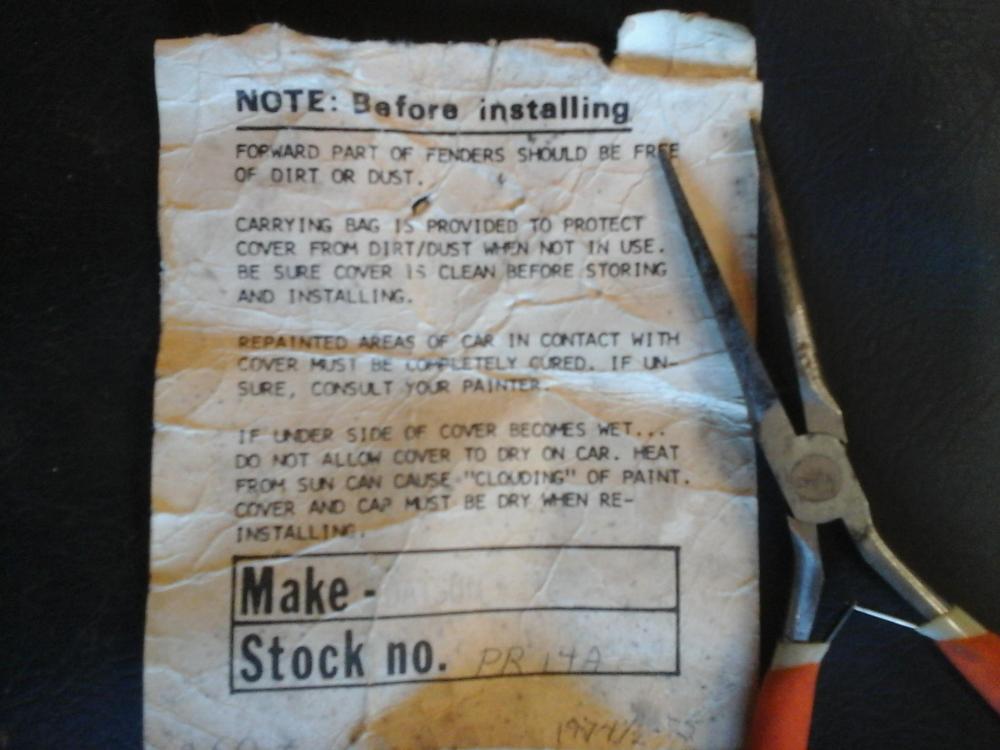 NOTE: Before installing
FORWARD PART OF FENDERS SHOULD BE FREE
OF DIRT OR DUST.
CARRYING BAG IS PROVIDED TO PROTECT
COVER FROM DIRT/DUST WHEN NOT IN USE.
BE SURE COVER IS CLEAN BEFORE STORING
AND INSTALLING.
REPAINTED AREAS OF CAR IN CONTACT WITH
COVER MUST BE COMPLETELY CURED. IF UN-
SURE, CONSULT YOUR PAINTER.
IF UNDER SIDE OF COVER BECOMES WET...
DO NOT ALLOW COVER TO DRY ON CAR. HEAT
FROM SUN CAN CAUSE "CLOUDING" OF PAINT.
COVER AND CAP MUST BE DRY WHEN RE-
INSTALLING.
Make - DATSUN
Stock no. PR 14A